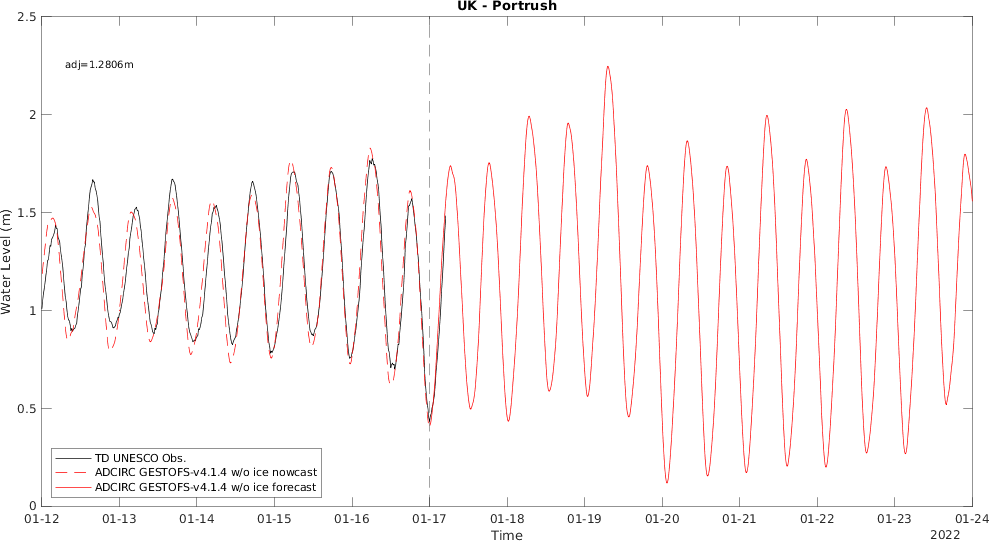 UK - Portrush
2.5
adj=1.2806m
2
1.5
Water Level (m)
1
0.5
TD UNESCO Obs.
ADCIRC GESTOFS-v4.1.4 w/o ice nowcast
ADCIRC GESTOFS-v4.1.4 w/o ice forecast
0
01-12 01-13 01-14 01-15 01-16 01-17 01-18 01-19 01-20 01-21 01-22 01-23 01-24
Time
2022